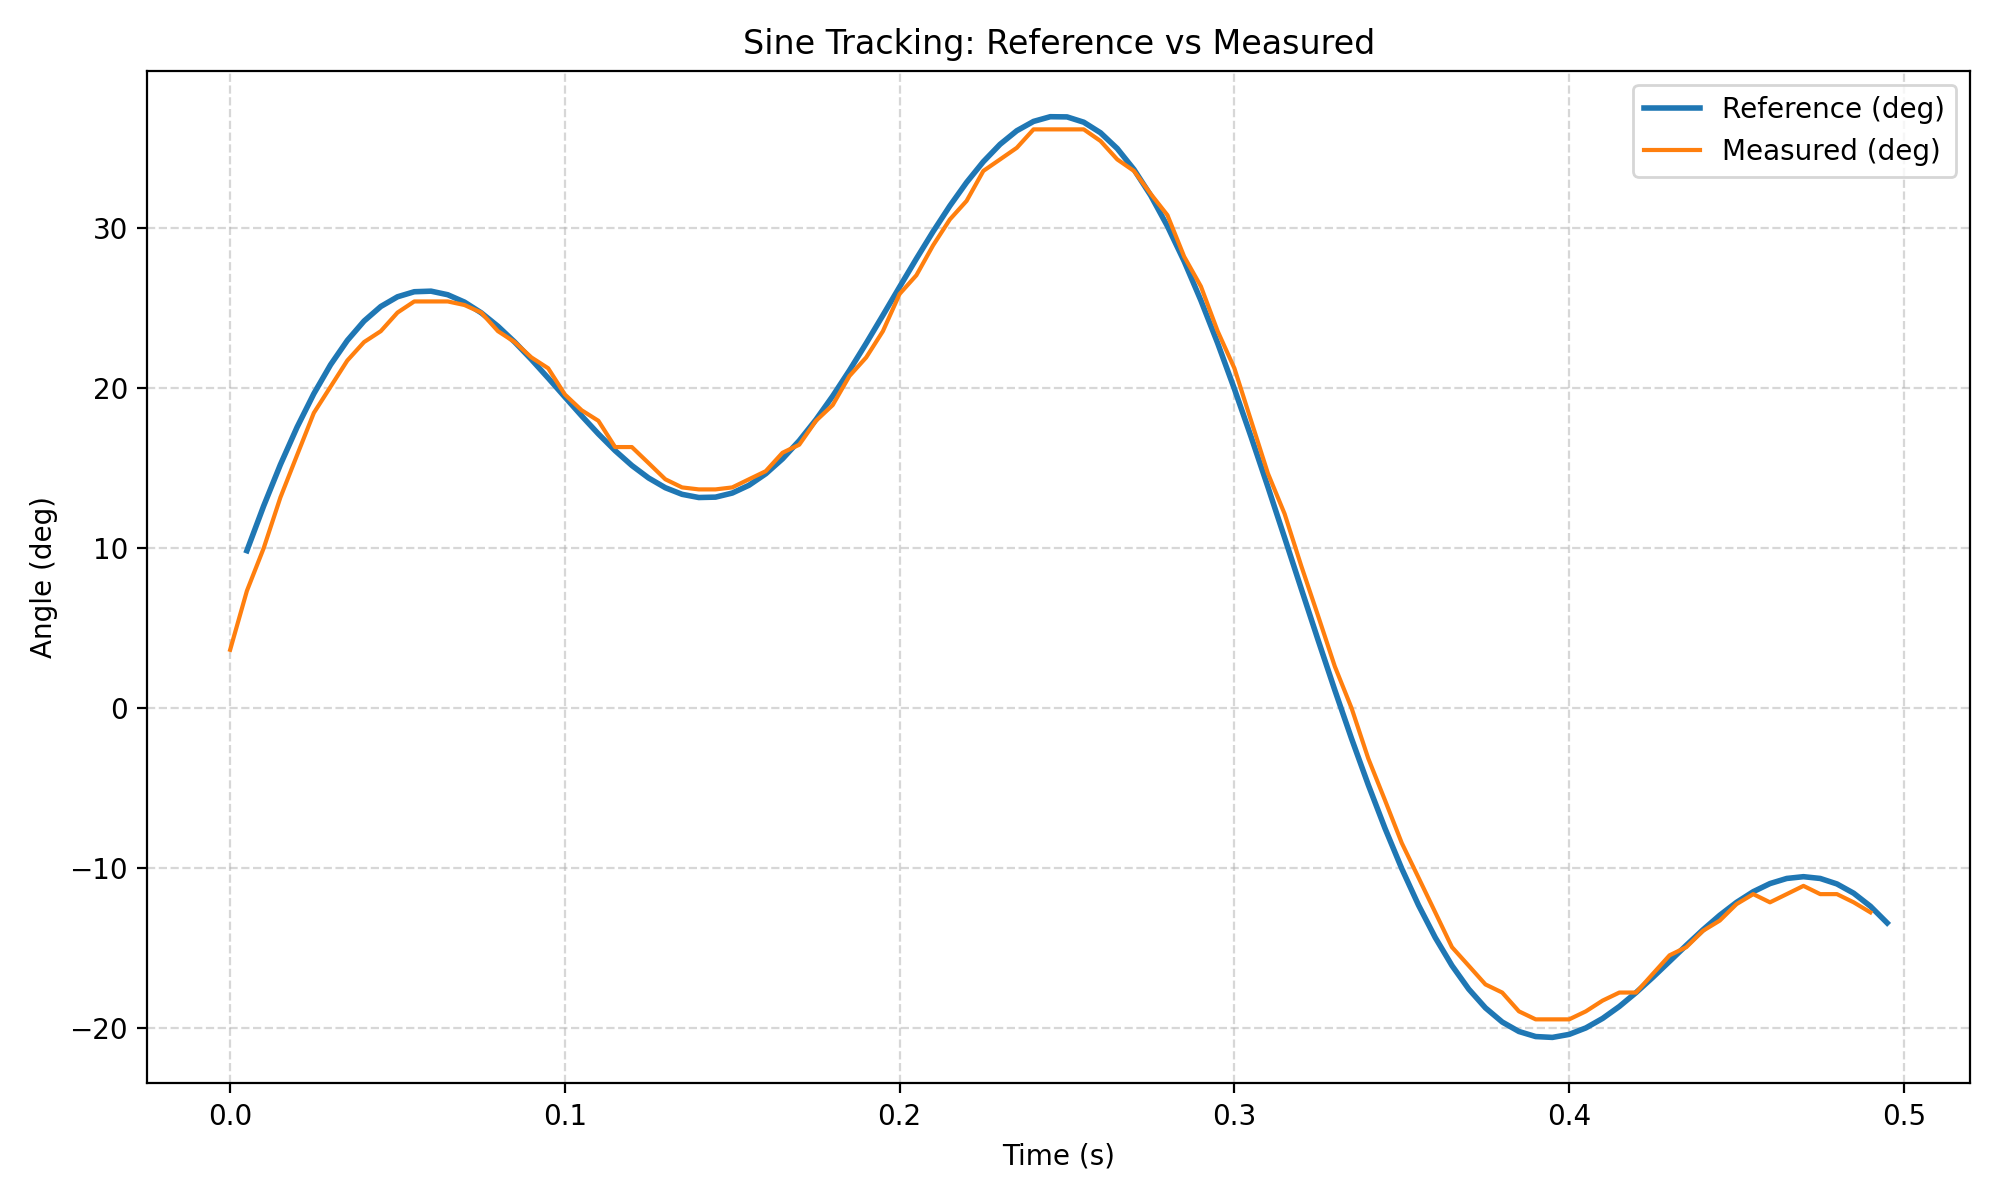 Sine Tracking: Reference vs Measured
Reference (deg)
Measured (deg)
Angle (deg)
30
20
10
0
−10
−20
0.0 0.1 0.2 0.3 0.4 0.5
Time (s)